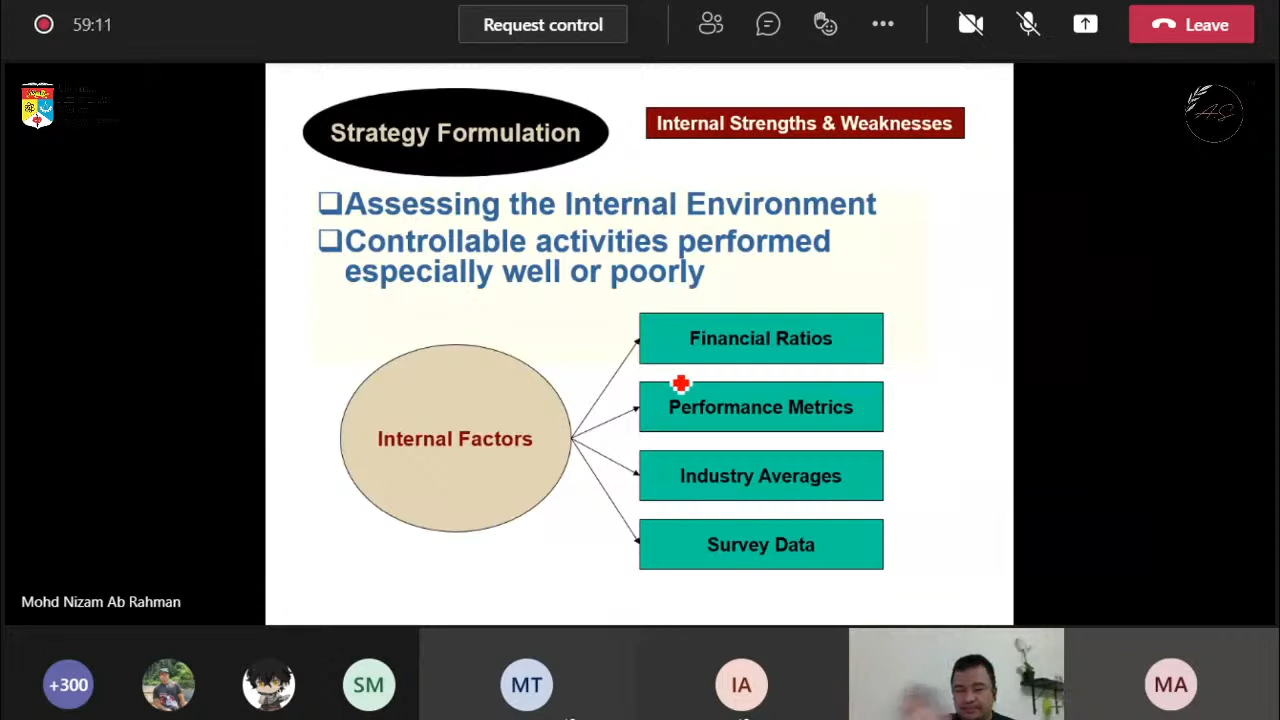 59:11
Request control
Leave
Strategy Formulation
Internal Strengths & Weaknesses
❑Assessing the Internal Environment
❑Controllable activities performed
especially well or poorly
Financial Ratios
Performance Metrics
Internal Factors
Industry Averages
Survey Data
Mohd Nizam Ab Rahman
+300
SM
MT
IA
MA
AS